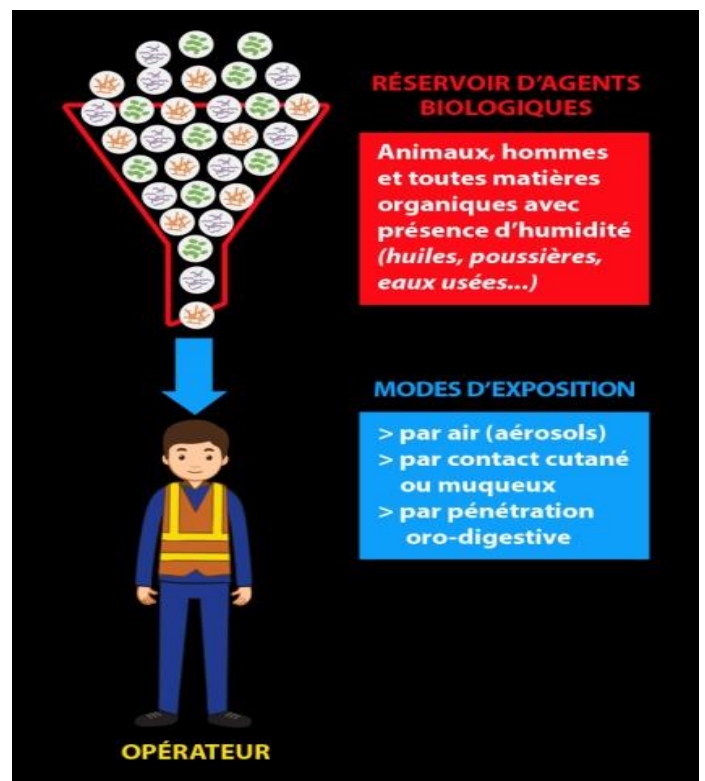 RÉSERVOIR D'AGENTS
BIOLOGIQUES
Animaux, hommes
et toutes matières
organiques avec
présence d'humidité
(huiles, poussières,
eaux usées...)
MODES D'EXPOSITION
> par air (aérosols)
> par contact cutané
ou muqueux
> par pénétration
oro-digestive
OPÉRATEUR